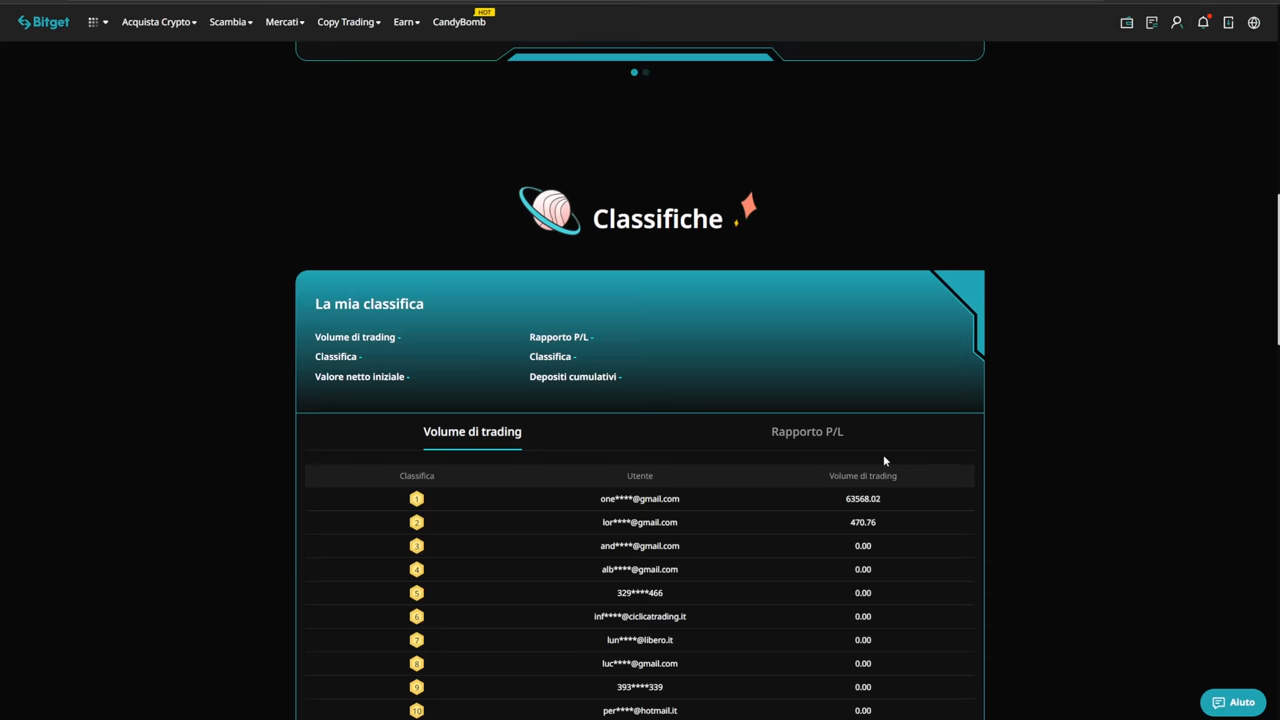 Bitget
Acquista Crypto
Scambia
Mercati
Copy Trading
Earn
CandyBomb
HOT
Classifiche
La mia classifica
Volume di trading - Rapporto P/L -
Classifica - Classifica -
Valore netto iniziale - Depositi cumulativi -
Volume di trading Rapporto P/L
Classifica Utente Volume di trading
1 one****@gmail.com 63568.02
2 lor****@gmail.com 470.76
3 and****@gmail.com 0.00
4 alb****@gmail.com 0.00
5 329****466 0.00
6 inf****@ciclicatrading.it 0.00
7 lun****@libero.it 0.00
8 luc****@gmail.com 0.00
9 393****339 0.00
10 per****@hotmail.it 0.00
Aiuto